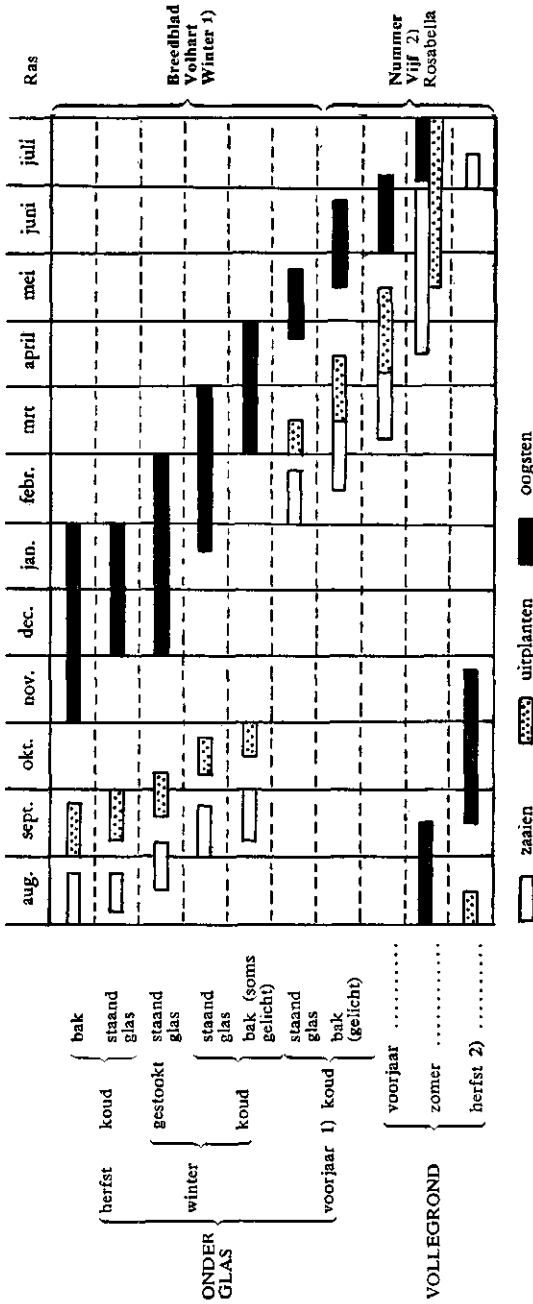 aug. sept. okt. nov. dec. jan. febr. mrt april mei juni juli Ras
ONDER
GLAS
herfst koud
bak
staand
glas
winter
gestookt
staand
glas
koud
staand
glas
bak (soms
gelicht)
voorjaar 1) koud
staand
glas
bak
(gelicht)
Breedblad
Volhart
Winter 1)
VOLLEGROND
voorjaar ..........
zomer ..........
herfst 2) ..........
Nummer
Vijf 2)
Rosabella
zaaien uitplanten oogsten